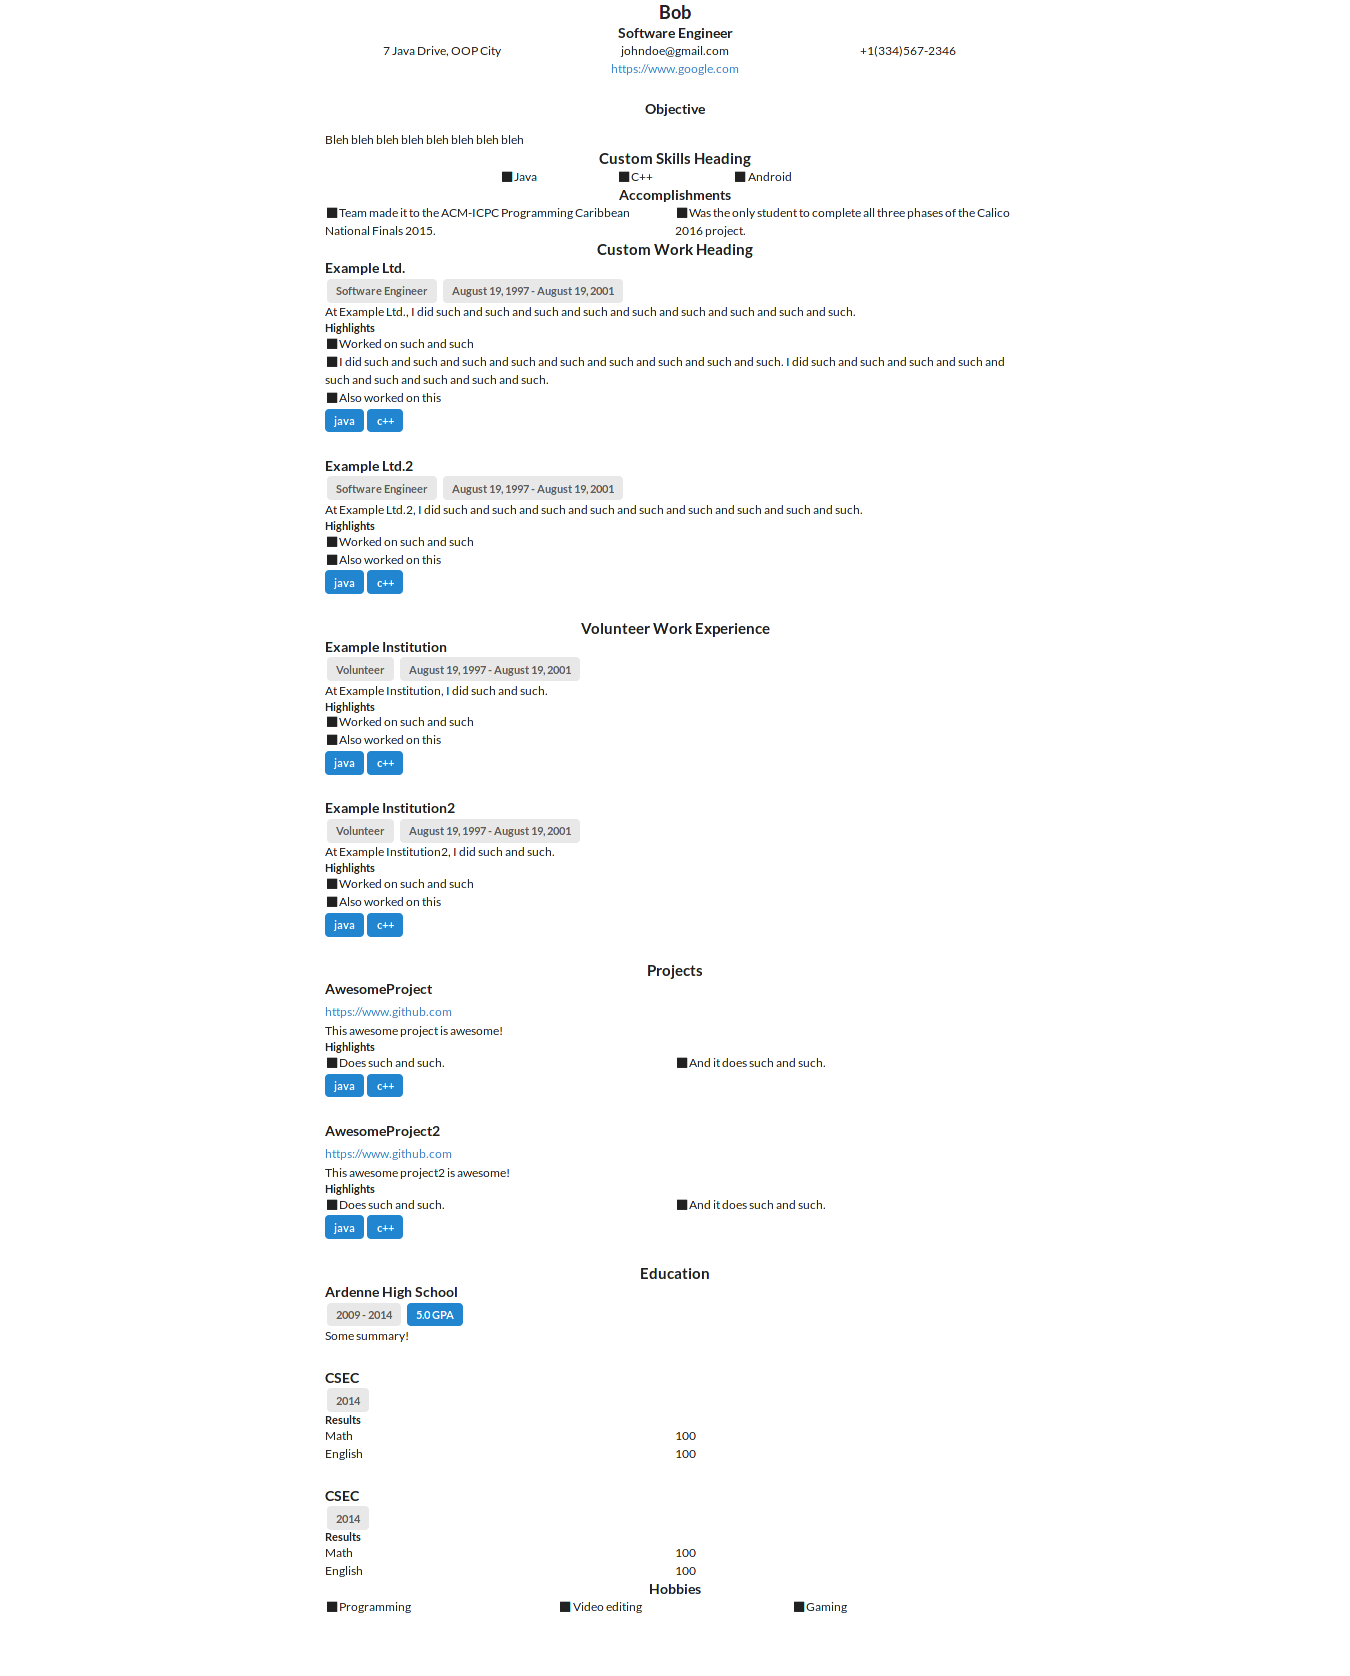 Bob
Software Engineer
7 Java Drive, OOP City johndoe@gmail.com +1(334)567-2346
https://www.google.com
Objective
Bleh bleh bleh bleh bleh bleh bleh bleh
Custom Skills Heading
■ Java ■ C++ ■ Android
Accomplishments
■ Team made it to the ACM-ICPC Programming Caribbean
National Finals 2015.
■ Was the only student to complete all three phases of the Calico
2016 project.
Custom Work Heading
Example Ltd.
Software Engineer August 19, 1997 - August 19, 2001
At Example Ltd., I did such and such and such and such and such and such and such and such and such.
Highlights
■ Worked on such and such
■ I did such and such and such and such and such and such and such and such and such. I did such and such and such and such and
such and such and such and such and such.
■ Also worked on this
java c++
Example Ltd.2
Software Engineer August 19, 1997 - August 19, 2001
At Example Ltd.2, I did such and such and such and such and such and such and such and such and such.
Highlights
■ Worked on such and such
■ Also worked on this
java c++
Volunteer Work Experience
Example Institution
Volunteer August 19, 1997 - August 19, 2001
At Example Institution, I did such and such.
Highlights
■ Worked on such and such
■ Also worked on this
java c++
Example Institution2
Volunteer August 19, 1997 - August 19, 2001
At Example Institution2, I did such and such.
Highlights
■ Worked on such and such
■ Also worked on this
java c++
Projects
AwesomeProject
https://www.github.com
This awesome project is awesome!
Highlights
■ Does such and such. ■ And it does such and such.
java c++
AwesomeProject2
https://www.github.com
This awesome project2 is awesome!
Highlights
■ Does such and such. ■ And it does such and such.
java c++
Education
Ardenne High School
2009 - 2014 5.0 GPA
Some summary!
CSEC
2014
Results
Math 100
English 100
CSEC
2014
Results
Math 100
English 100
Hobbies
■ Programming ■ Video editing ■ Gaming